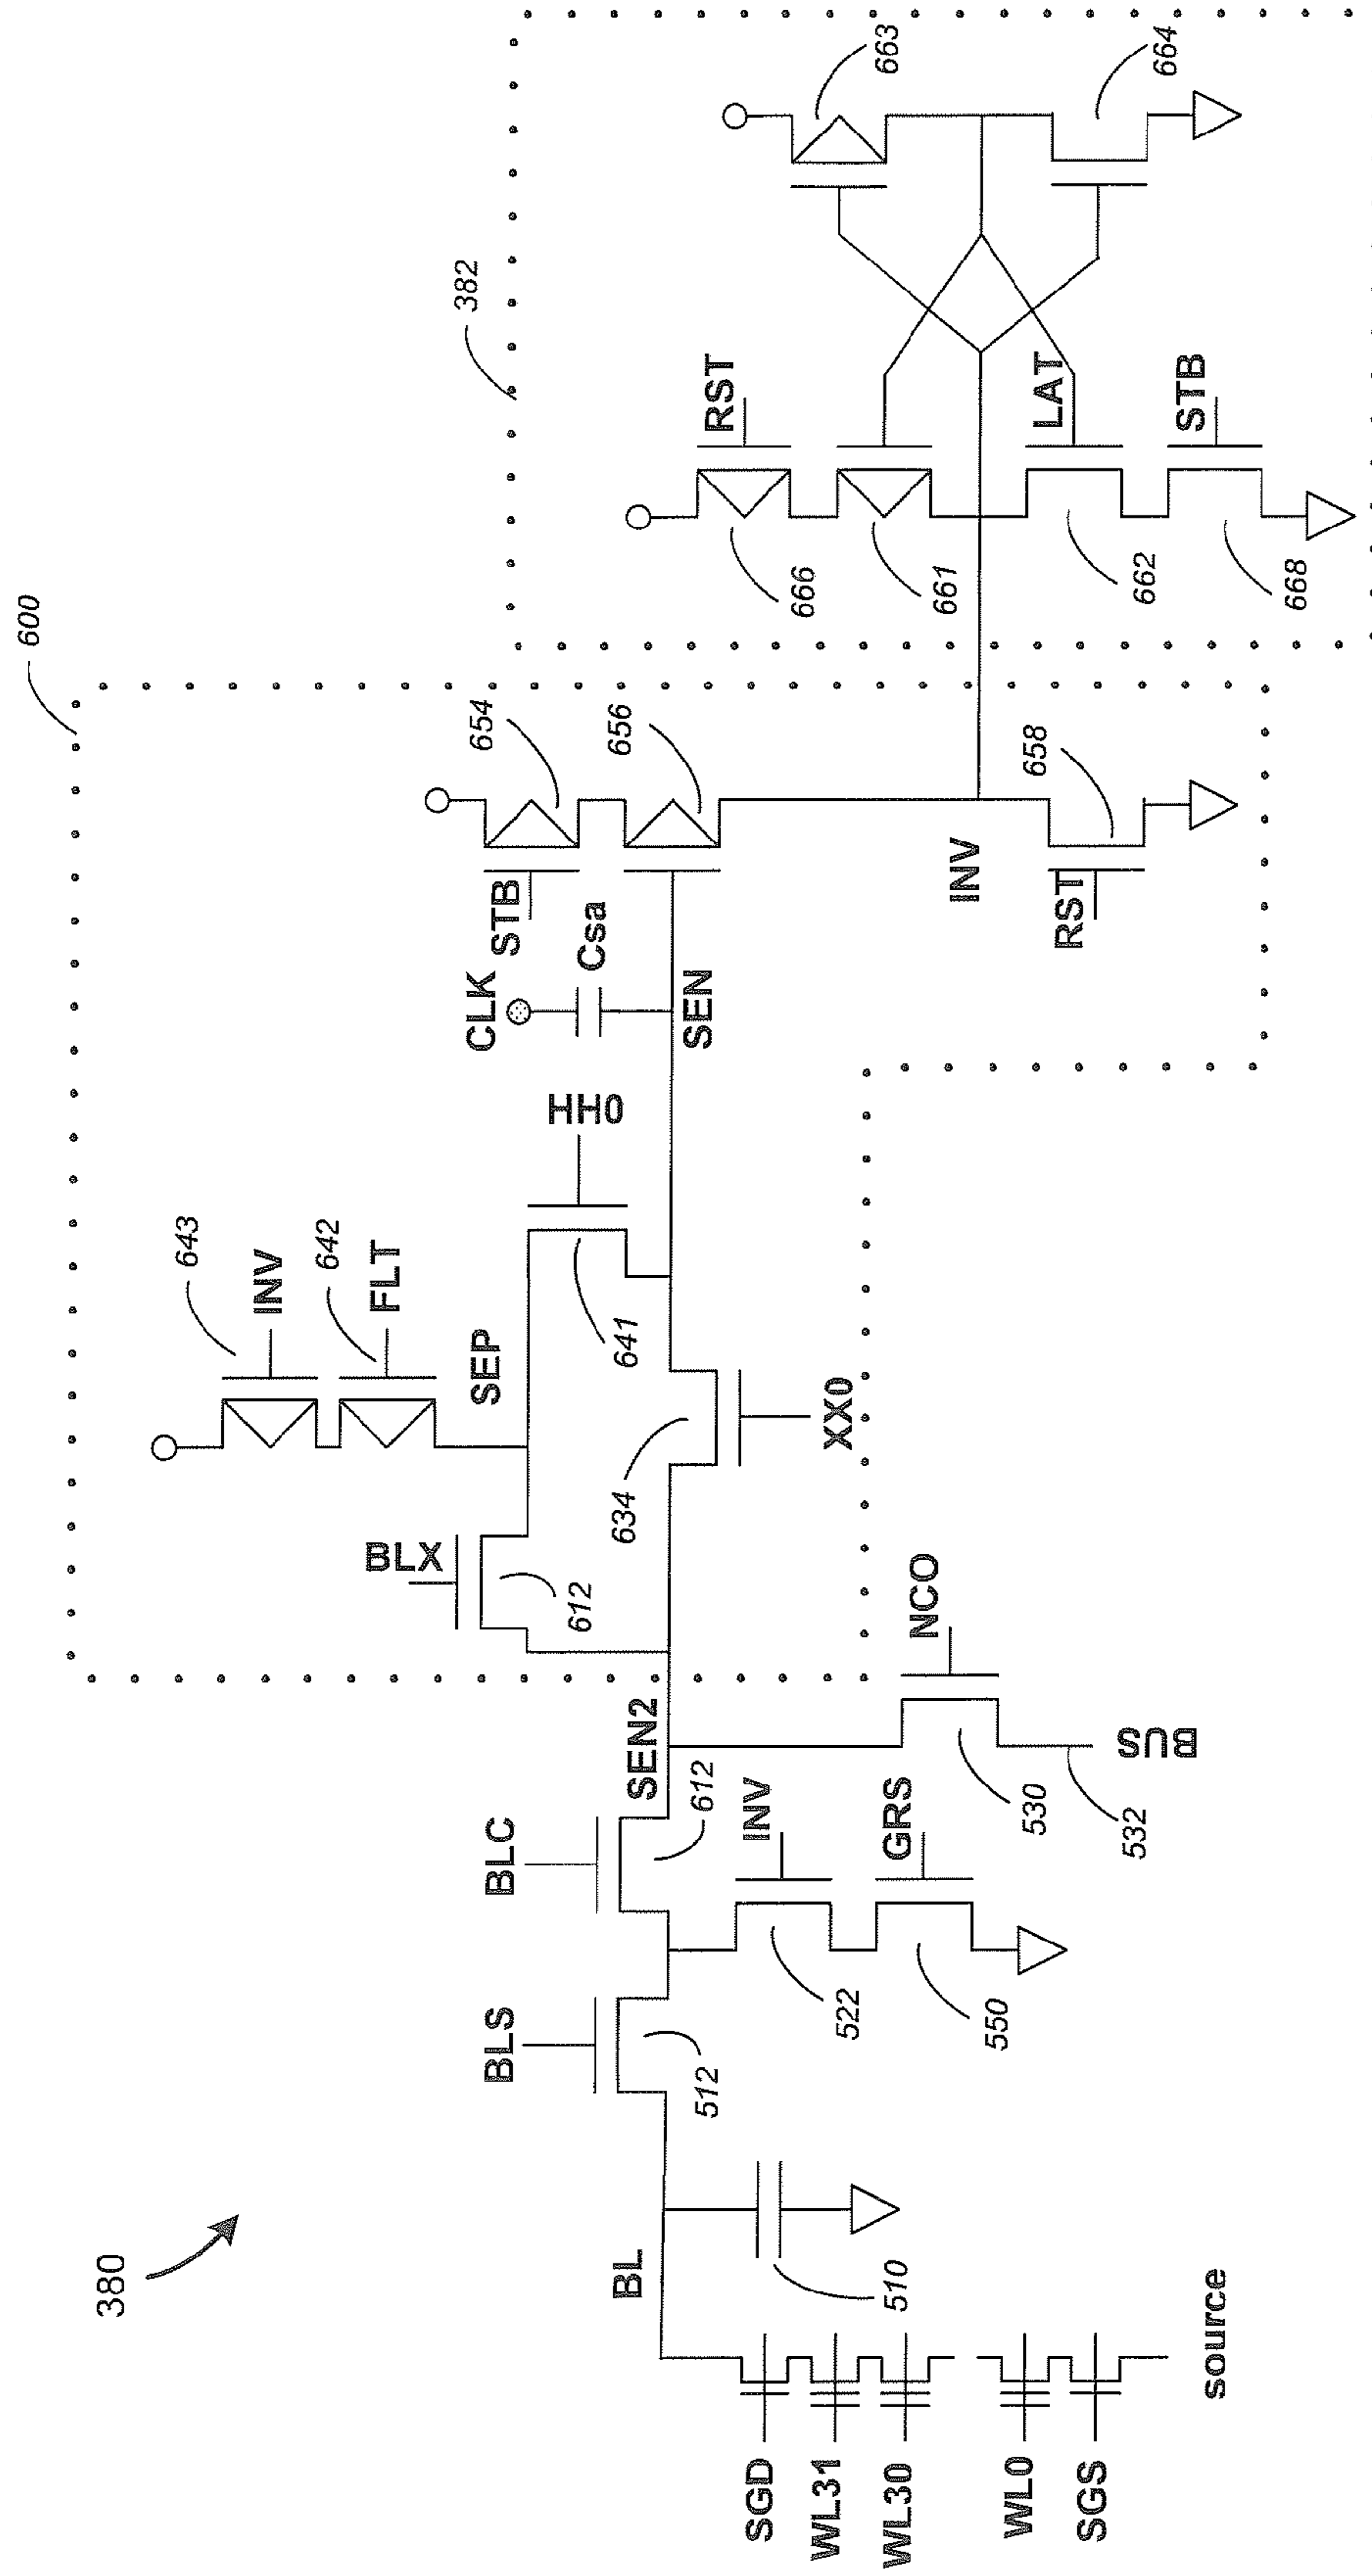 380
600
382
663
664
RST
666
661
LAT
662
STB
668
654
656
STB
CLK
Csa
SEN
INV
RST
658
HH0
643
INV
642
FLT
SEP
641
634
XX0
BLX
612
SEN2
NCO
530
BUS
532
BLC
612
INV
GRS
522
550
BLS
512
BL
510
SGD
WL31
WL30
WL0
SGS
source